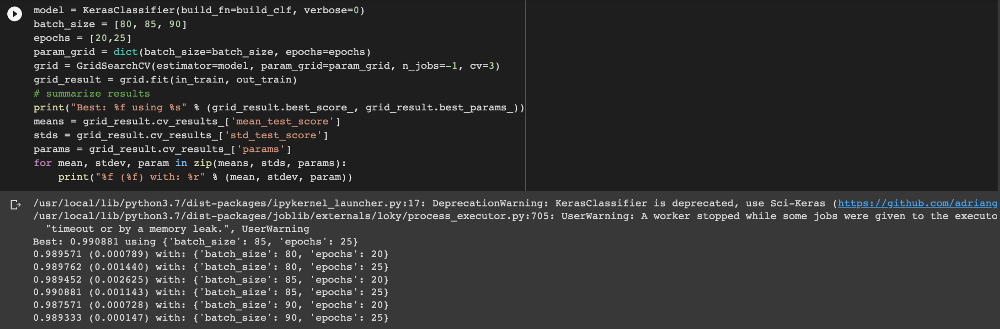 model = KerasClassifier(build_fn=build_clf, verbose=0)
batch_size = [80, 85, 90]
epochs = [20,25]
param_grid = dict(batch_size=batch_size, epochs=epochs)
grid = GridSearchCV(estimator=model, param_grid=param_grid, n_jobs=-1, cv=3)
grid_result = grid.fit(in_train, out_train)
# summarize results
print("Best: %f using %s" % (grid_result.best_score_, grid_result.best_params_))
means = grid_result.cv_results_['mean_test_score']
stds = grid_result.cv_results_['std_test_score']
params = grid_result.cv_results_['params']
for mean, stdev, param in zip(means, stds, params):
    print("%f (%f) with: %r" % (mean, stdev, param))
/usr/local/lib/python3.7/dist-packages/ipykernel_launcher.py:17: DeprecationWarning: KerasClassifier is deprecated, use Sci-Keras (https://github.com/adriang
/usr/local/lib/python3.7/dist-packages/joblib/externals/loky/process_executor.py:705: UserWarning: A worker stopped while some jobs were given to the executo
  "timeout or by a memory leak.", UserWarning
Best: 0.990881 using {'batch_size': 85, 'epochs': 25}
0.989571 (0.000789) with: {'batch_size': 80, 'epochs': 20}
0.989762 (0.001440) with: {'batch_size': 80, 'epochs': 25}
0.989452 (0.002625) with: {'batch_size': 85, 'epochs': 20}
0.990881 (0.001143) with: {'batch_size': 85, 'epochs': 25}
0.987571 (0.000728) with: {'batch_size': 90, 'epochs': 20}
0.989333 (0.000147) with: {'batch_size': 90, 'epochs': 25}